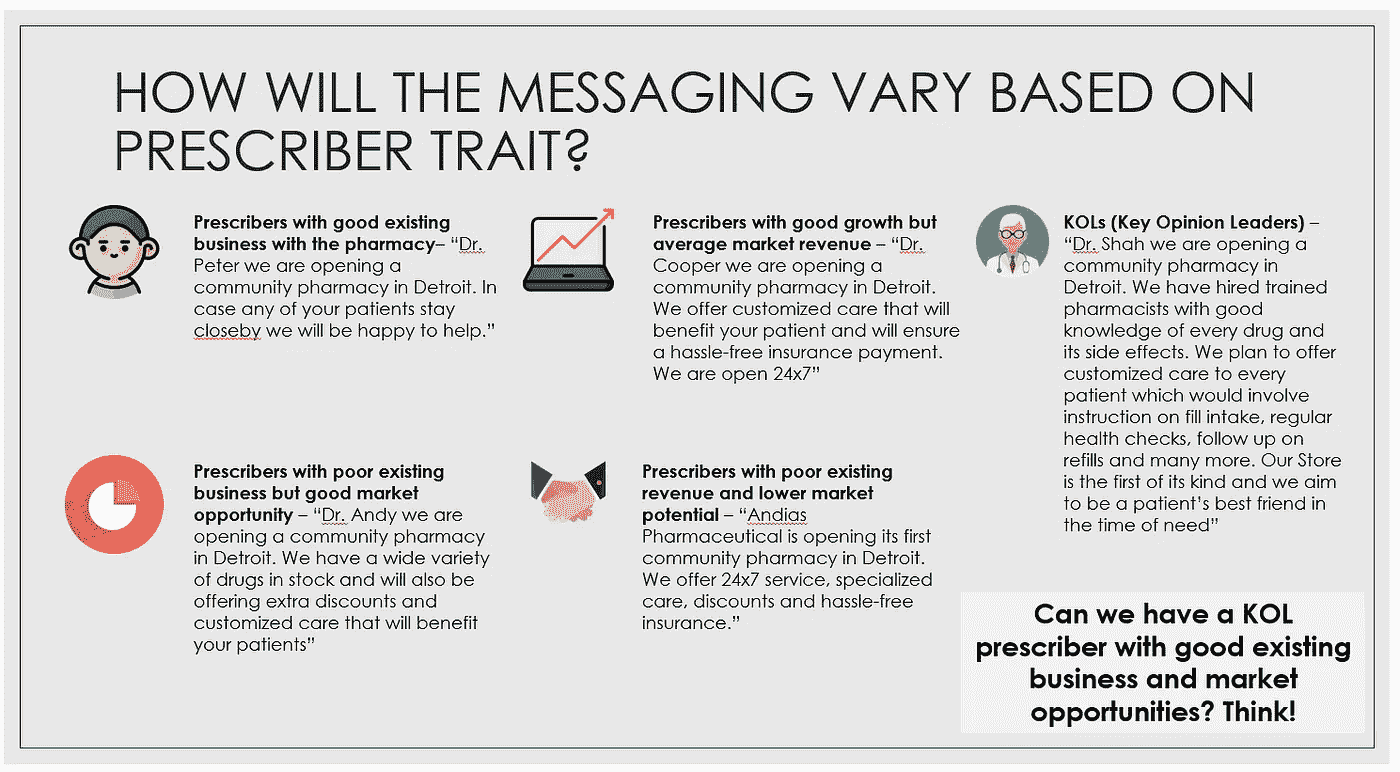 HOW WILL THE MESSAGING VARY BASED ON
PRESCRIBER TRAIT?
Prescribers with good existing
business with the pharmacy– “Dr.
Peter we are opening a
community pharmacy in Detroit. In
case any of your patients stay
closeby we will be happy to help.”
Prescribers with good growth but
average market revenue – “Dr.
Cooper we are opening a
community pharmacy in Detroit.
We offer customized care that will
benefit your patient and will ensure
a hassle-free insurance payment.
We are open 24x7”
KOLs (Key Opinion Leaders) –
“Dr. Shah we are opening a
community pharmacy in
Detroit. We have hired trained
pharmacists with good
knowledge of every drug and
its side effects. We plan to offer
customized care to every
patient which would involve
instruction on fill intake, regular
health checks, follow up on
refills and many more. Our Store
is the first of its kind and we aim
to be a patient’s best friend in
the time of need”
Prescribers with poor existing
business but good market
opportunity – “Dr. Andy we are
opening a community pharmacy
in Detroit. We have a wide variety
of drugs in stock and will also be
offering extra discounts and
customized care that will benefit
your patients”
Prescribers with poor existing
revenue and lower market
potential – “Andias
Pharmaceutical is opening its first
community pharmacy in Detroit.
We offer 24x7 service, specialized
care, discounts and hassle-free
insurance.”
Can we have a KOL
prescriber with good existing
business and market
opportunities? Think!